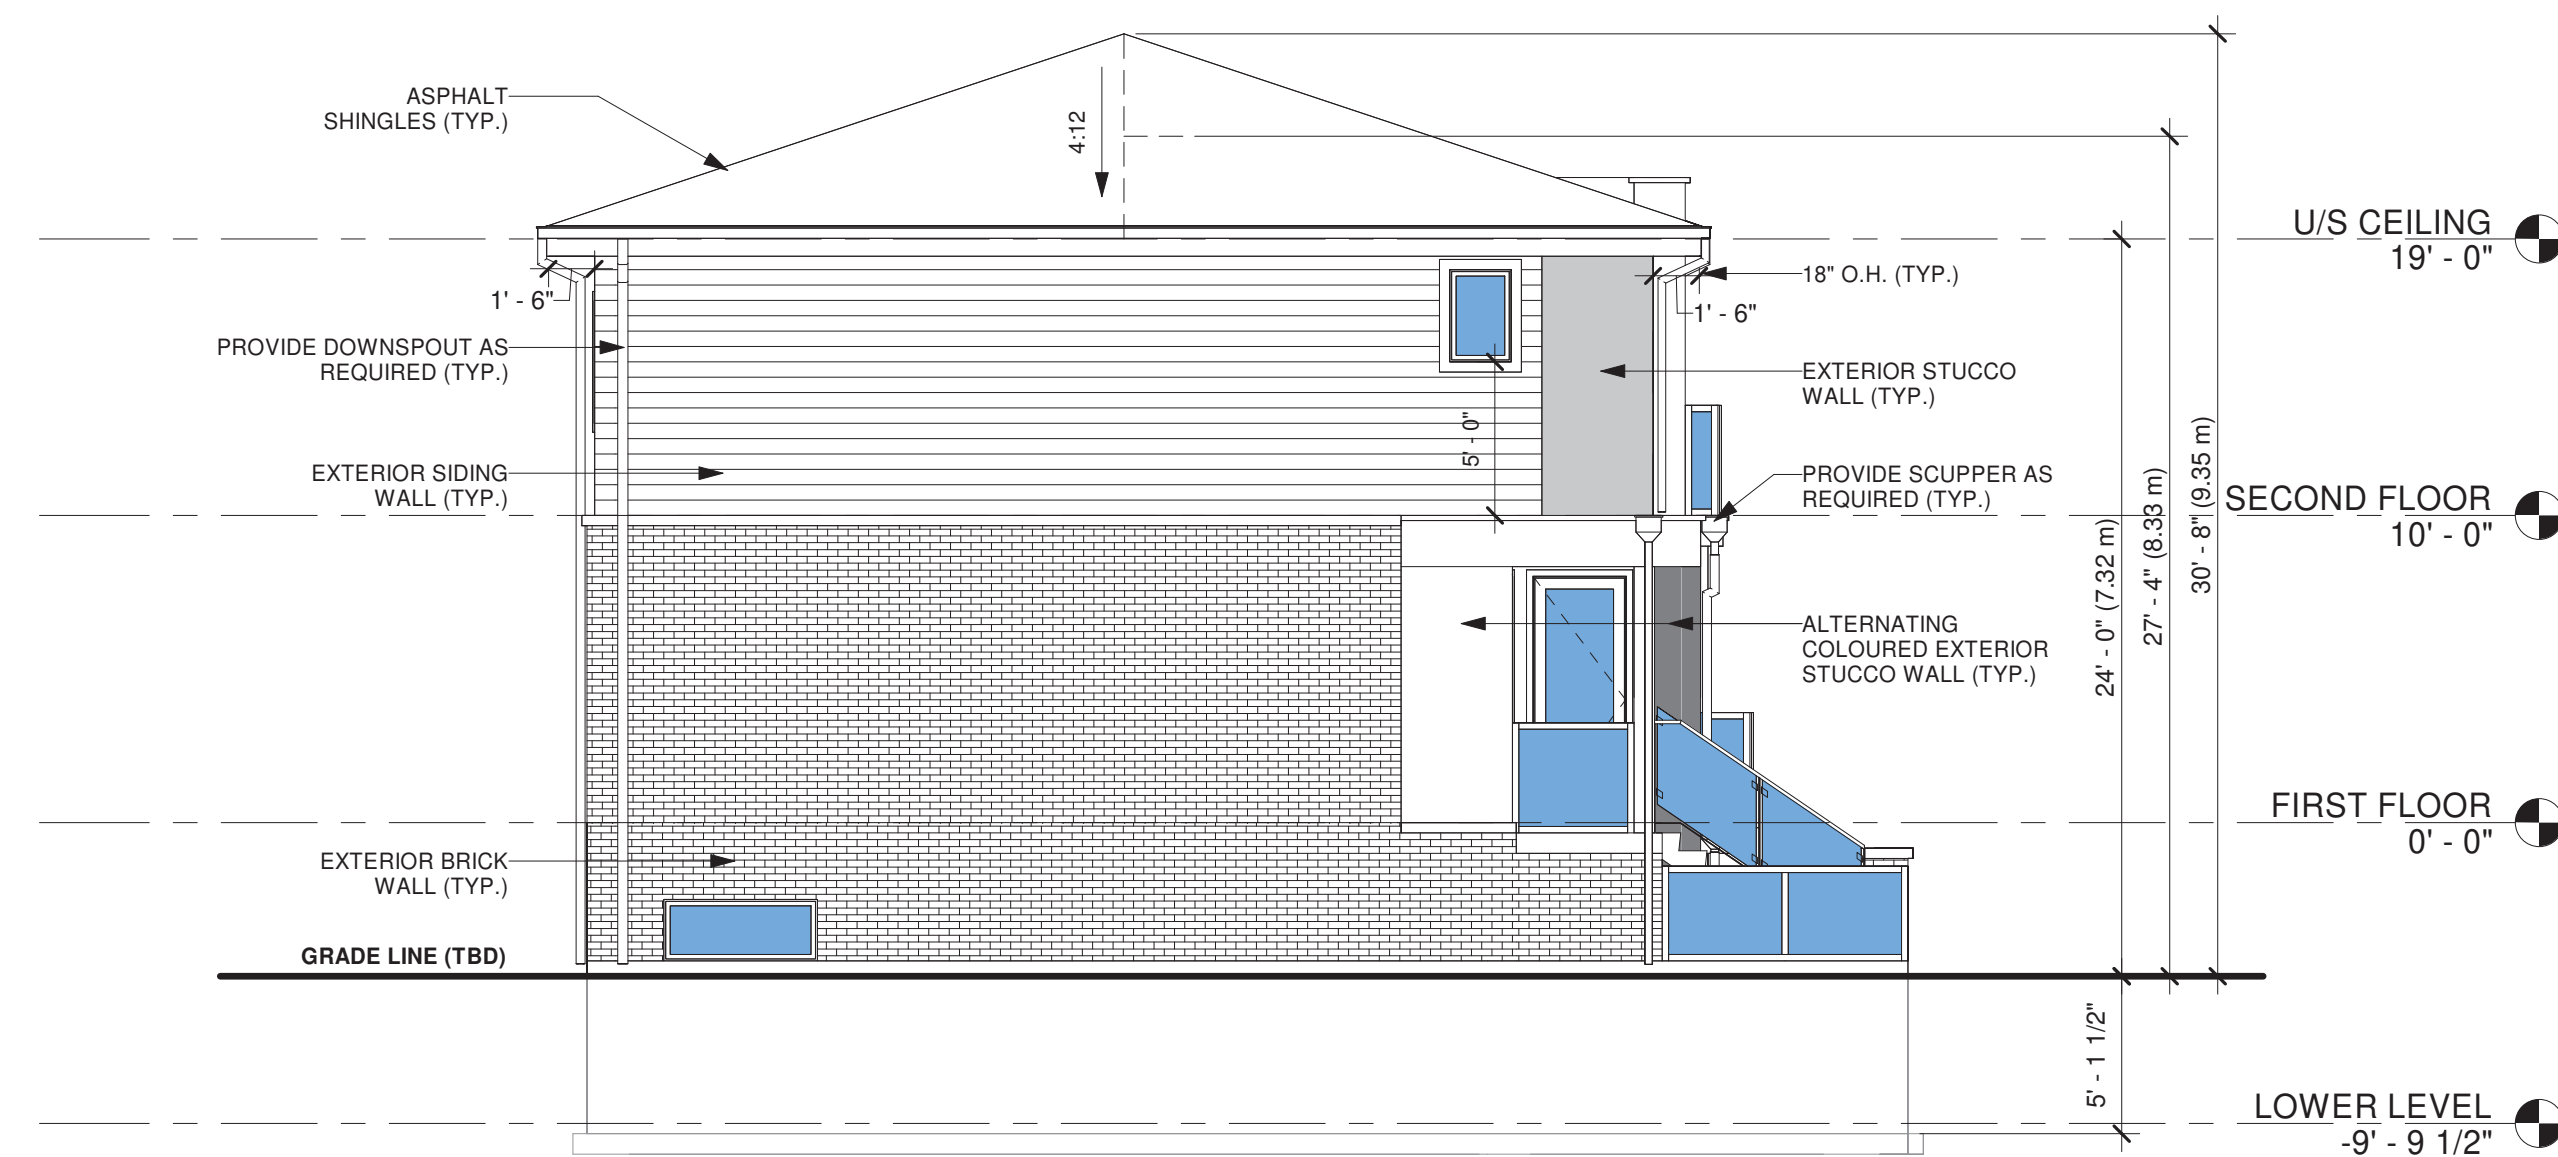 ASPHALT
SHINGLES (TYP.)
4:12
U/S CEILING
19' - 0"
1' - 6"
18" O.H. (TYP.)
1' - 6"
PROVIDE DOWNSPOUT AS
REQUIRED (TYP.)
EXTERIOR STUCCO
WALL (TYP.)
5' - 0"
EXTERIOR SIDING
WALL (TYP.)
PROVIDE SCUPPER AS
REQUIRED (TYP.)
SECOND FLOOR
10' - 0"
24' - 0" (7.32 m)
27' - 4" (8.33 m)
30' - 8" (9.35 m)
ALTERNATING
COLOURED EXTERIOR
STUCCO WALL (TYP.)
FIRST FLOOR
0' - 0"
EXTERIOR BRICK
WALL (TYP.)
GRADE LINE (TBD)
5' - 1 1/2"
LOWER LEVEL
-9' - 9 1/2"